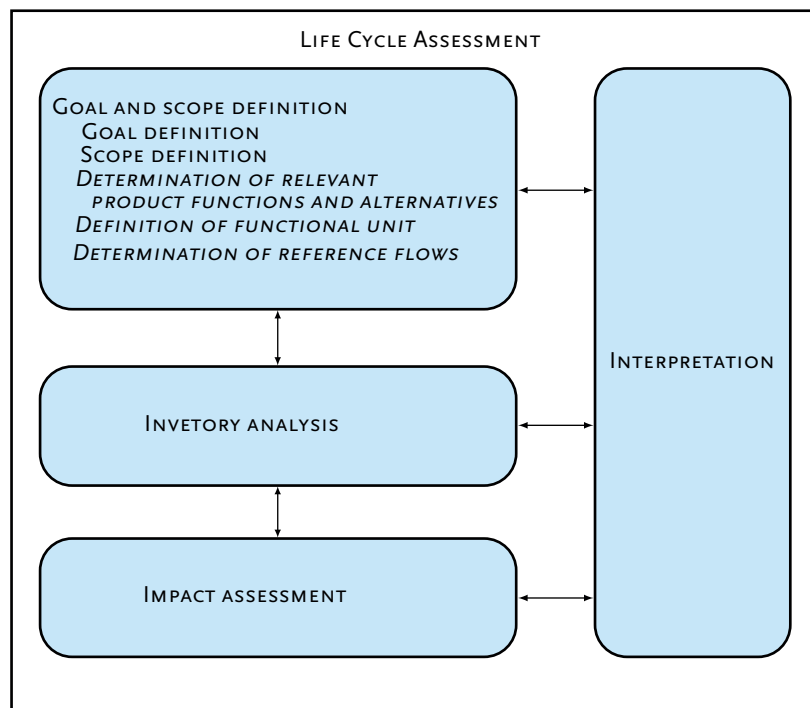 Life Cycle Assessment
Goal and scope definition
Goal definition
Scope definition
Determination of relevant
product functions and alternatives
Definition of functional unit
Determination of reference flows
Interpretation
Invetory analysis
Impact assessment